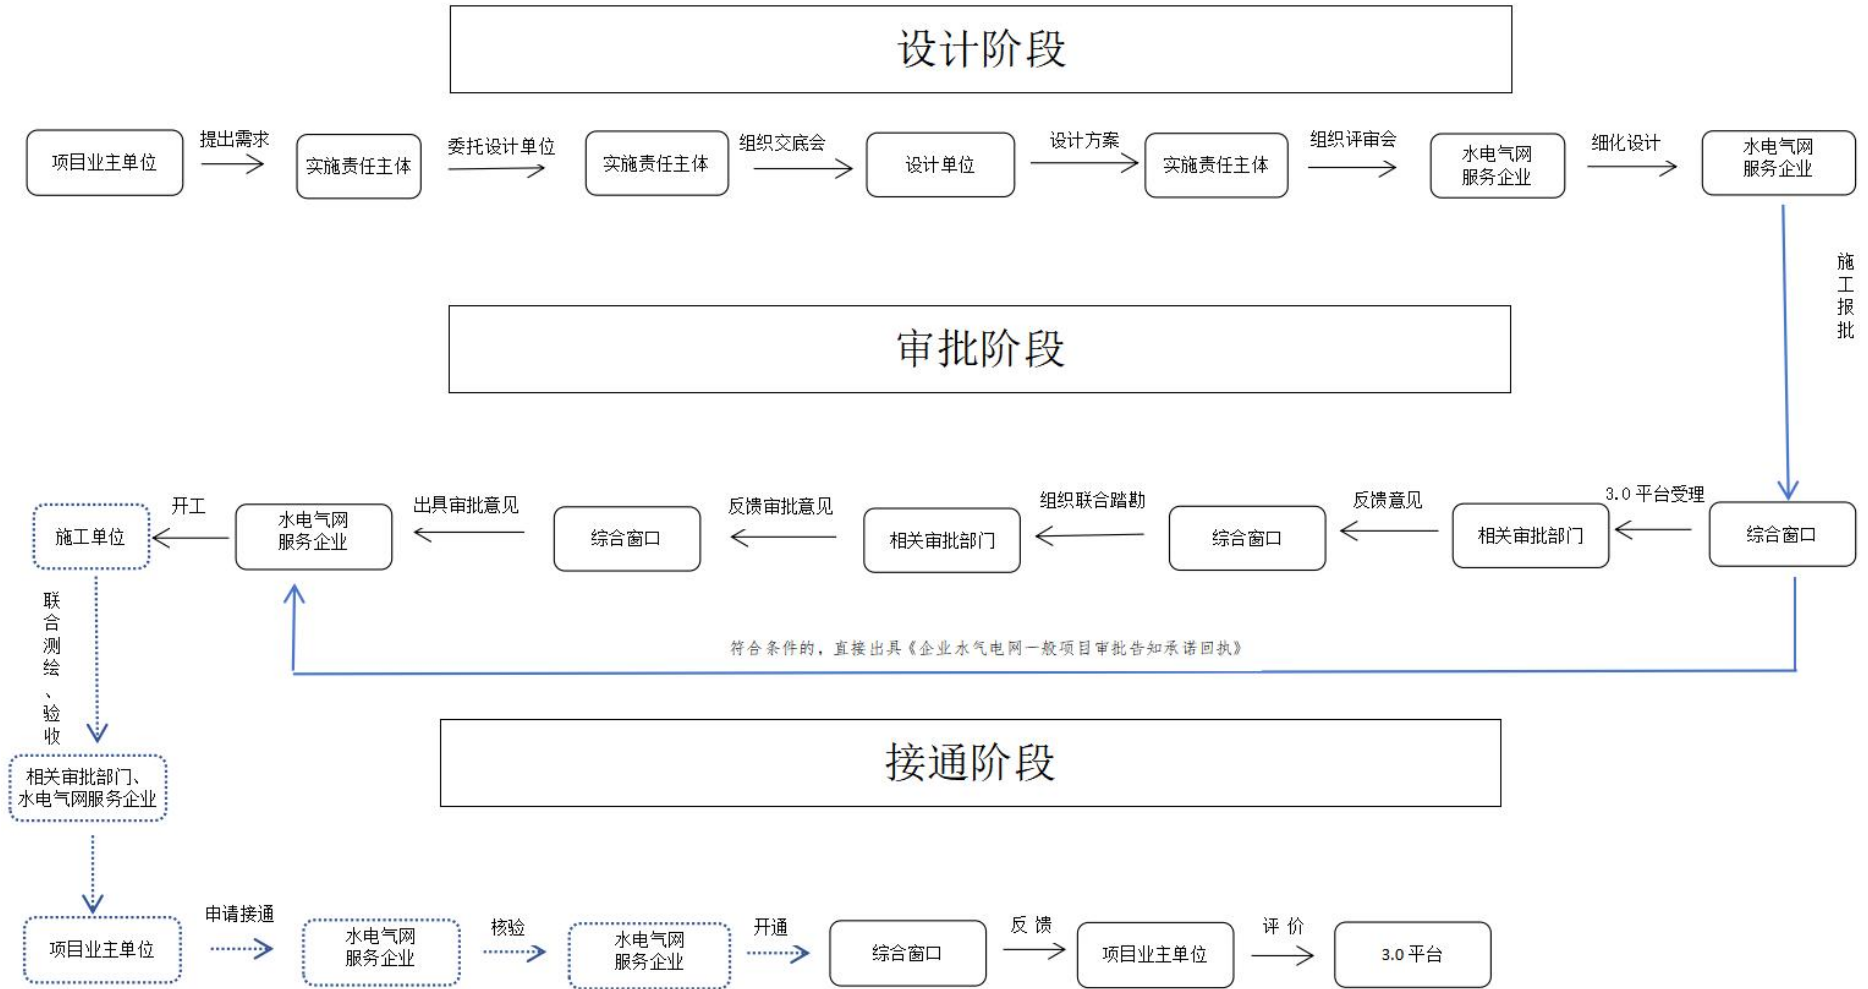 设计阶段
项目业主单位
提出需求
实施责任主体
委托设计单位
实施责任主体
组织交底会
设计单位
设计方案
实施责任主体
组织评审会
水电气网
服务企业
细化设计
水电气网
服务企业
施工报批
审批阶段
综合窗口
3.0 平台受理
相关审批部门
反馈意见
综合窗口
组织联合踏勘
相关审批部门
反馈审批意见
综合窗口
出具审批意见
水电气网
服务企业
开工
施工单位
符合条件的，直接出具《企业水气电网一般项目审批告知承诺回执》
联合测绘、验收
接通阶段
相关审批部门、
水电气网服务企业
项目业主单位
申请接通
水电气网
服务企业
核验
水电气网
服务企业
开通
综合窗口
反 馈
项目业主单位
评 价
3.0 平台